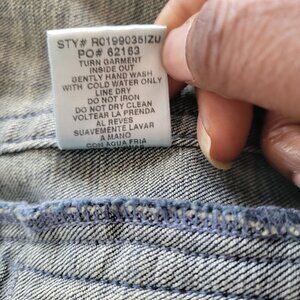 STY# R0199035IZU
PO# 62163
TURN GARMENT
INSIDE OUT
GENTLY HAND WASH
WITH COLD WATER ONLY
LINE DRY
DO NOT IRON
DO NOT DRY CLEAN
VOLTEAR LA PRENDA
AL REVES
SUAVEMENTE LAVAR
A MANO
CON AGUA FRIA